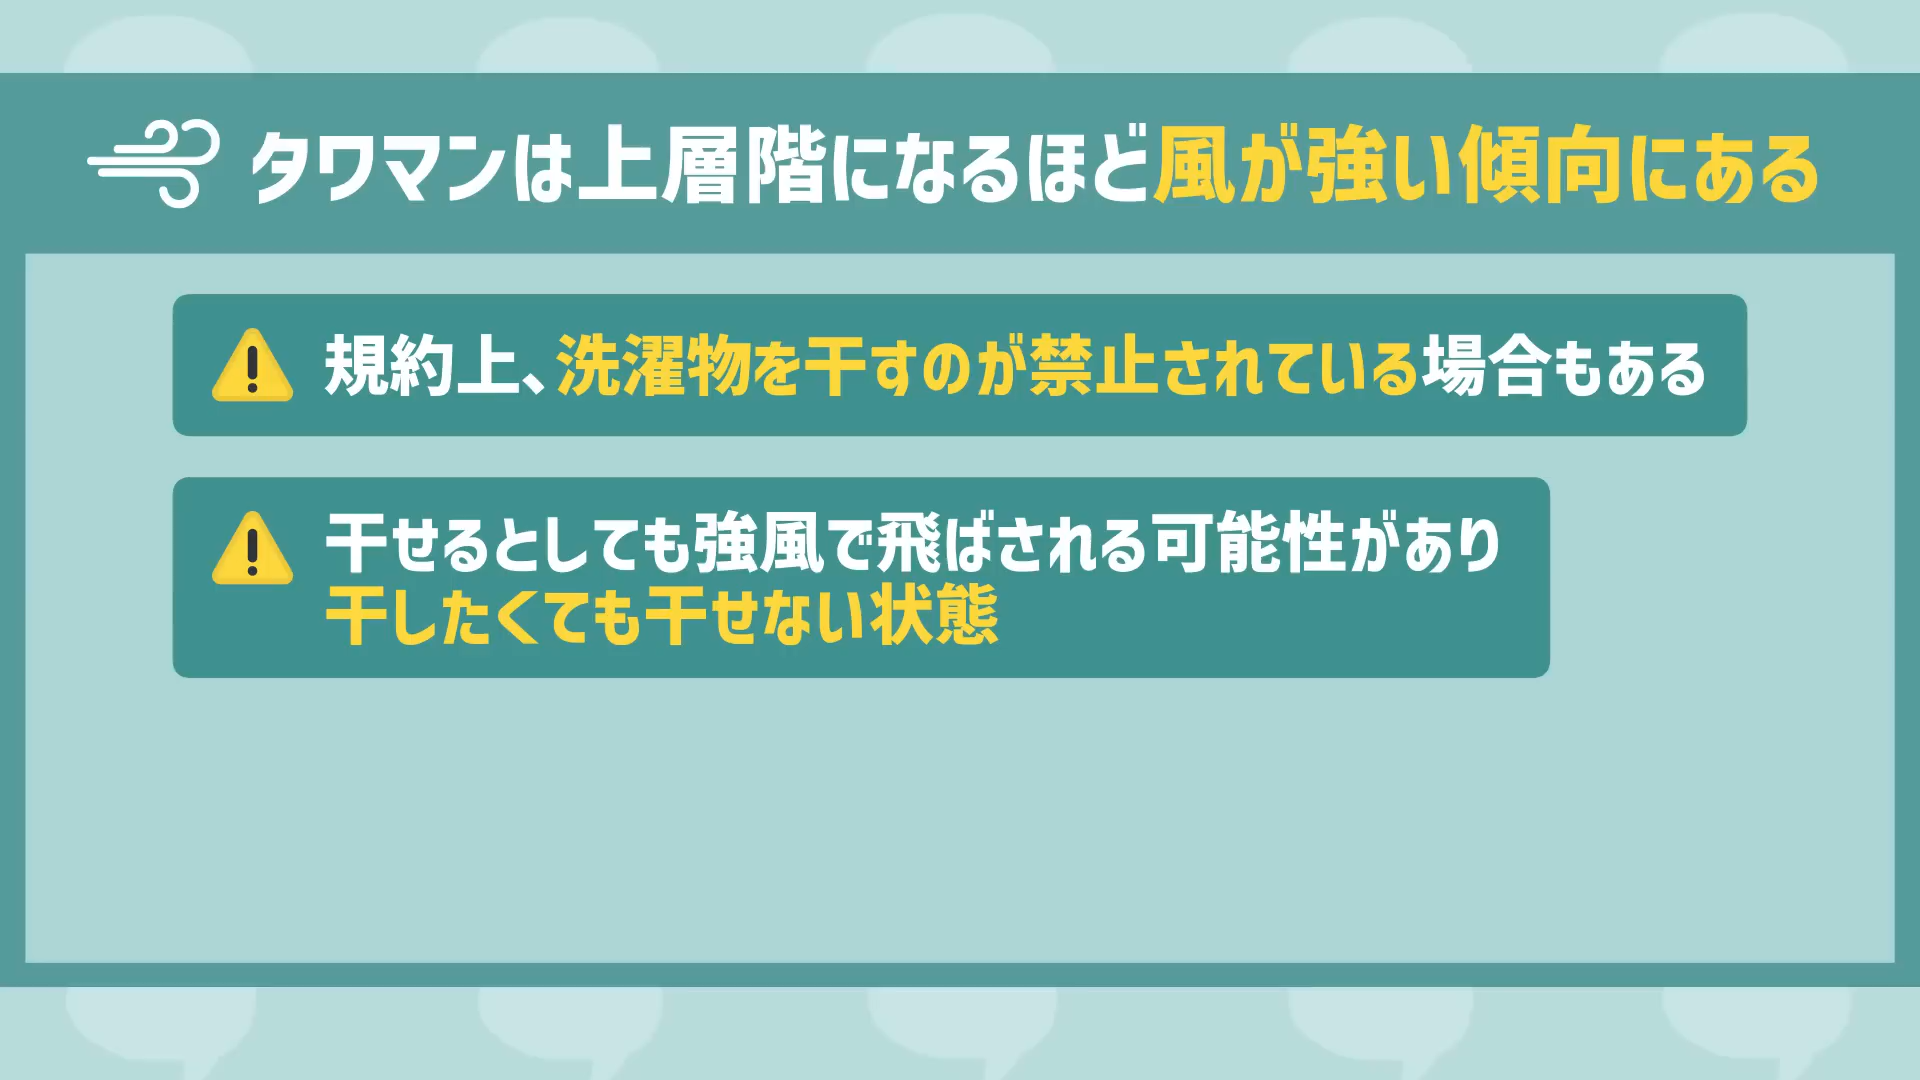 タワマンは上層階になるほど風が強い傾向にある
規約上、洗濯物を干すのが禁止されている場合もある
干せるとしても強風で飛ばされる可能性があり
干したくても干せない状態